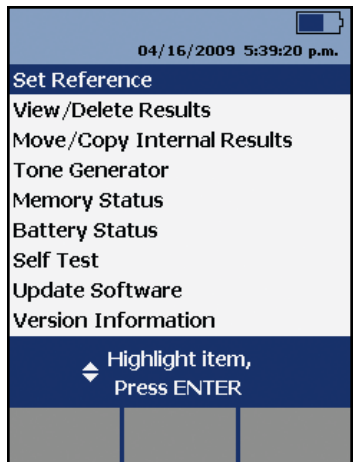 04/16/2009 5:39:20 p.m.
Set Reference
View/Delete Results
Move/Copy Internal Results
Tone Generator
Memory Status
Battery Status
Self Test
Update Software
Version Information
Highlight item,
Press ENTER